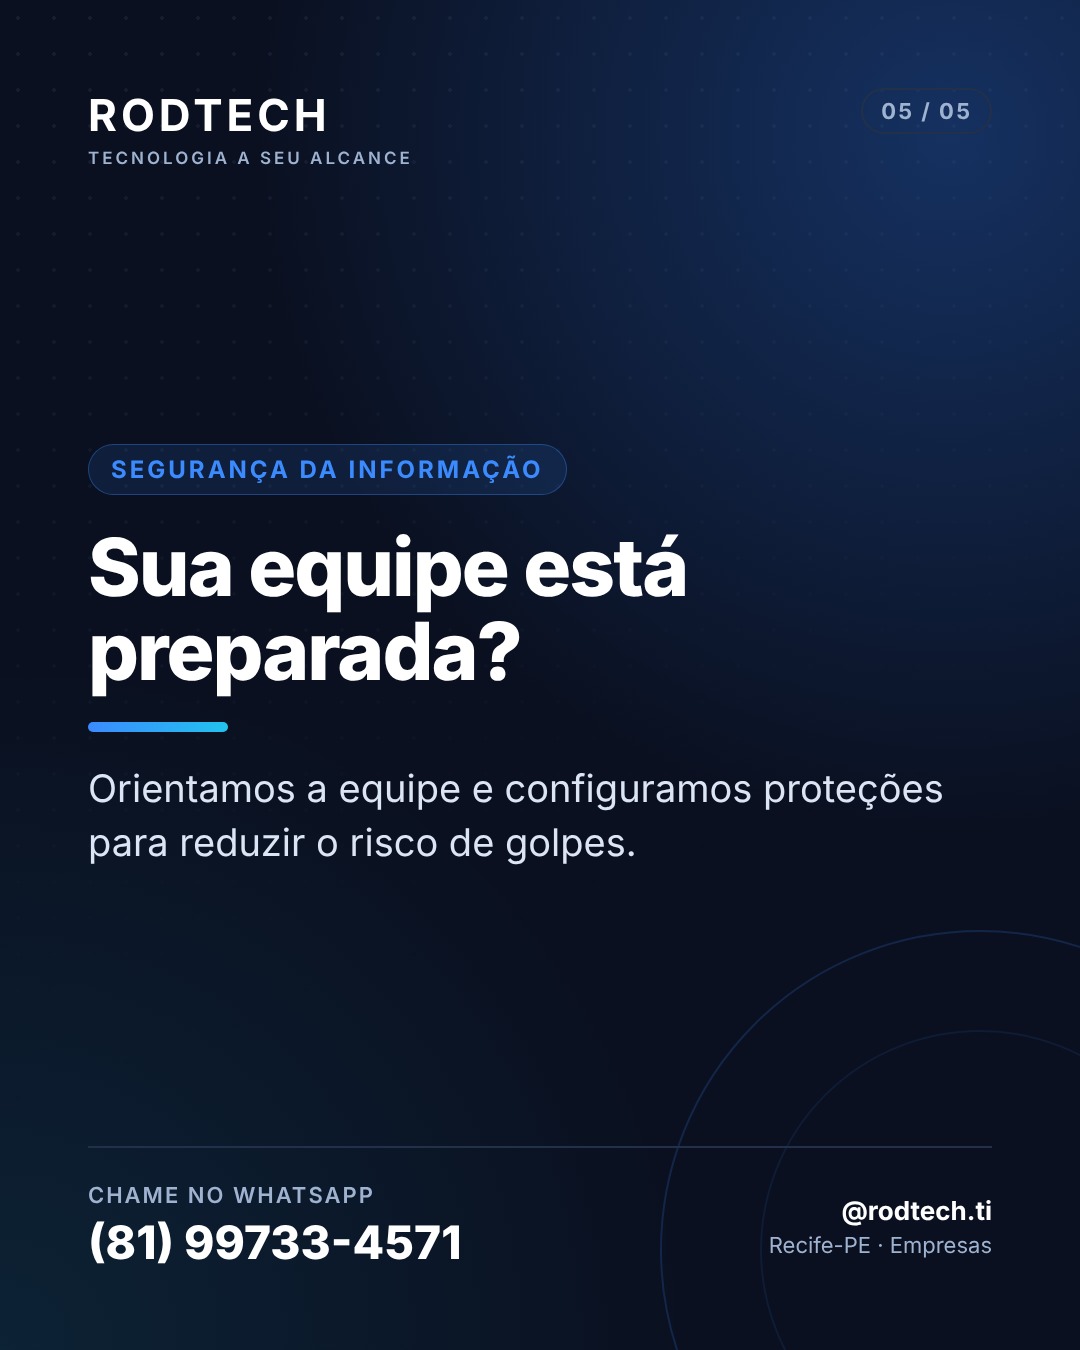 RODTECH
TECNOLOGIA A SEU ALCANCE
05 / 05
SEGURANÇA DA INFORMAÇÃO
Sua equipe está
preparada?
Orientamos a equipe e configuramos proteções
para reduzir o risco de golpes.
CHAME NO WHATSAPP
(81) 99733-4571
@rodtech.ti
Recife-PE · Empresas